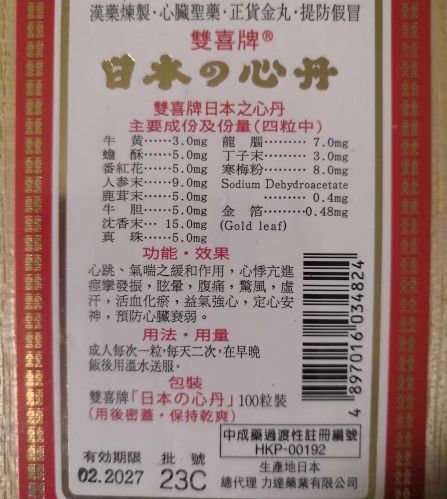 漢藥煉製·心臟聖藥·正貨金丸·提防假冒
雙喜牌®
日本の心丹
雙喜牌日本之心丹
主要成份及份量(四粒中)
牛　黃……3.0mg 龍　腦……… 7.0mg
蟾　酥……5.0mg 丁子末……… 3.0mg
番紅花……5.0mg 寒梅粉……… 8.0mg
人參末……9.0mg Sodium Dehydroacetate
鹿茸末……5.0mg ……… 0.4mg
牛　胆……5.0mg 金　箔………0.48mg
沈香末… 15.0mg (Gold leaf)
真　珠……5.0mg
功能·效果
心跳、氣喘之緩和作用，心悸亢進
痙攣發振，眩暈，腹痛，驚風，盧
汗，活血化瘀，益氣強心，定心安
神，預防心臟衰弱。
用法·用量
成人每次一粒,每天二次,在早晚
飯後用溫水送服。
包裝
雙喜牌「日本の心丹」100粒裝
(用後密蓋·保持乾爽)
中成藥過渡性註冊編號
HKP-00192
有効期限　批　號
02.2027 23C
生產地日本
總代理 力達藥業有限公司
4 897016 034824